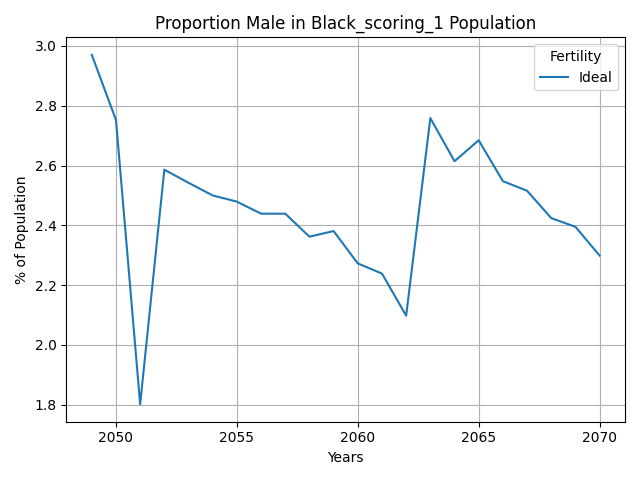 Proportion Male in Black_scoring_1 Population
Fertility
Ideal
3.0
2.8
2.6
2.4
2.2
2.0
1.8
% of Population
2050 2055 2060 2065 2070
Years